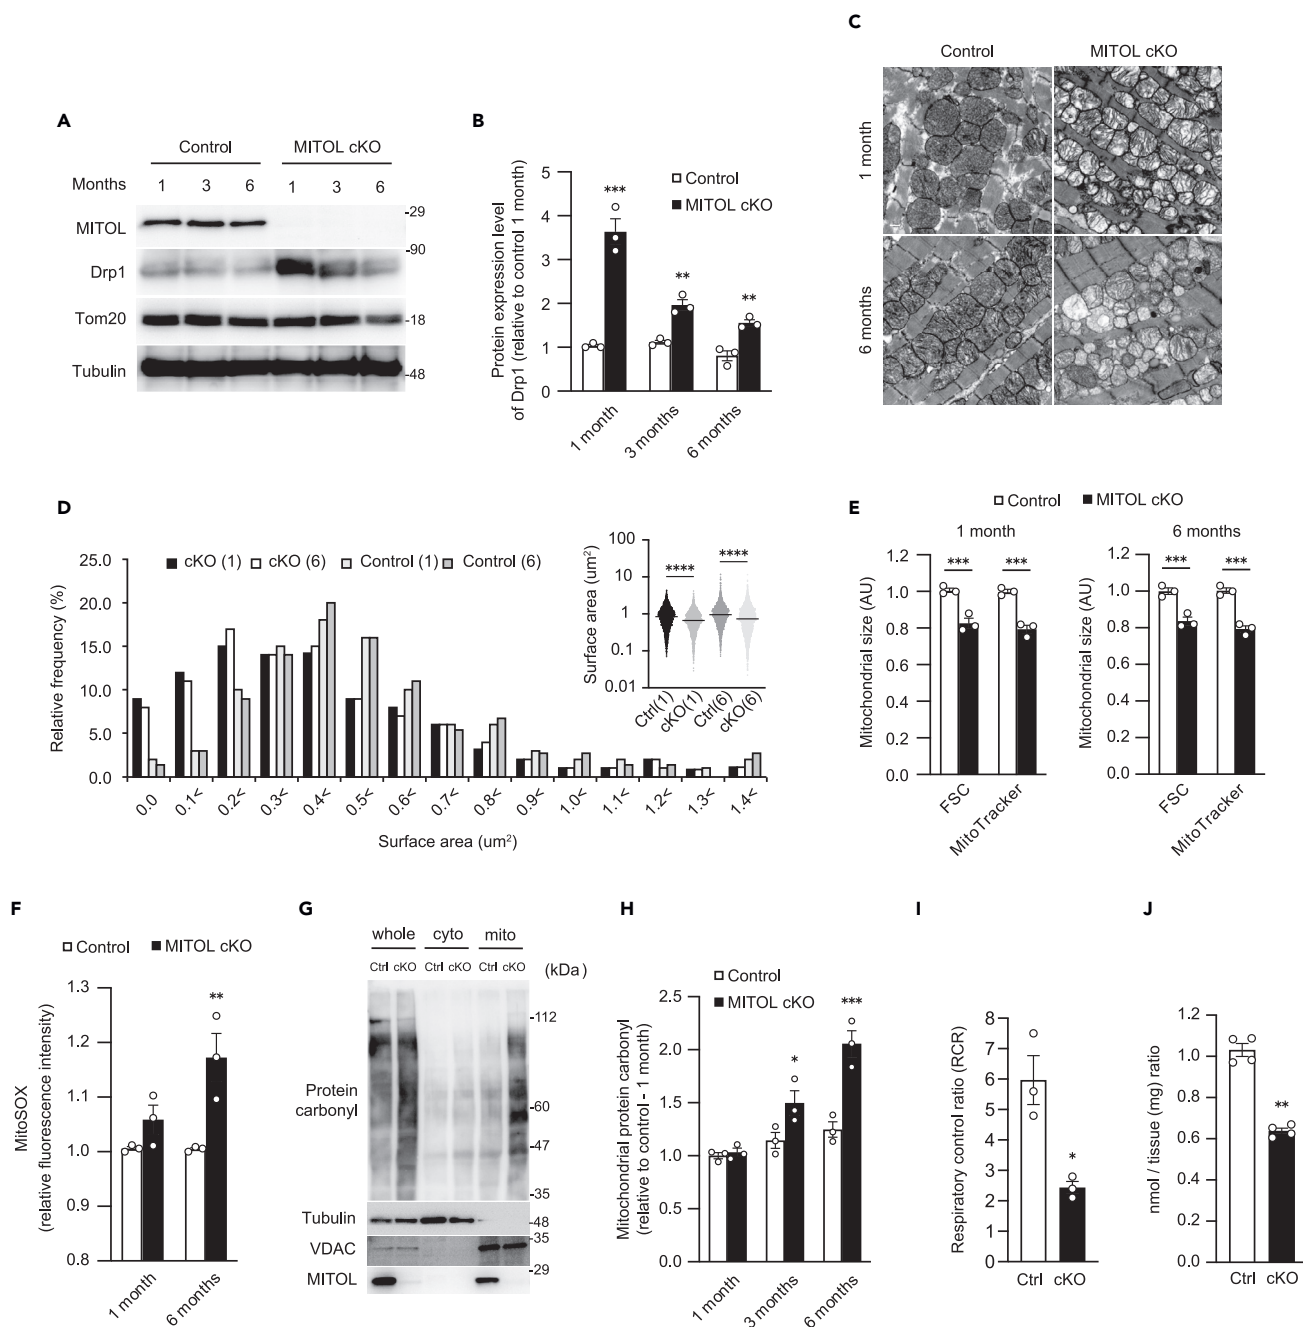 A
Control
MITOL cKO
Months
1
3
6
1
3
6
MITOL
-29
-90
Drp1
Tom20
-18
Tubulin
-48
B
Protein expression level
of Drp1 (relative to control 1 month)
5
4
3
2
1
0
Control
MITOL cKO
***
**
**
1 month
3 months
6 months
C
Control
MITOL cKO
1 month
6 months
D
Relative frequency (%)
25.0
20.0
15.0
10.0
5.0
0.0
cKO (1)
cKO (6)
Control (1)
Control (6)
0.0
0.1<
0.2<
0.3<
0.4<
0.5<
0.6<
0.7<
0.8<
0.9<
1.0<
1.1<
1.2<
1.3<
1.4<
Surface area (um²)
Surface area (um²)
100
10
1
0.1
0.01
****
****
Ctrl(1)
cKO(1)
Ctrl(6)
cKO(6)
E
Control
MITOL cKO
1 month
Mitochondrial size (AU)
1.2
1.0
0.8
0.6
0.4
0.2
0.0
***
***
FSC
MitoTracker
6 months
Mitochondrial size (AU)
1.2
1.0
0.8
0.6
0.4
0.2
0.0
***
***
FSC
MitoTracker
F
Control
MITOL cKO
MitoSOX
(relative fluorescence intensity)
1.3
1.2
1.1
1.0
0.9
0.8
**
1 month
6 months
G
whole
cyto
mito
Ctrl
cKO
Ctrl
cKO
Ctrl
cKO
(kDa)
-112
Protein
carbonyl
-60
-47
-35
Tubulin
-48
VDAC
-35
MITOL
-29
H
Control
MITOL cKO
Mitochondrial protein carbonyl
(relative to control - 1 month)
2.5
2.0
1.5
1.0
0.5
0.0
*
***
1 month
3 months
6 months
I
Respiratory control ratio (RCR)
8
7
6
5
4
3
2
1
0
*
Ctrl
cKO
J
nmol / tissue (mg) ratio
1.2
1.0
0.8
0.6
0.4
0.2
0.0
**
Ctrl
cKO